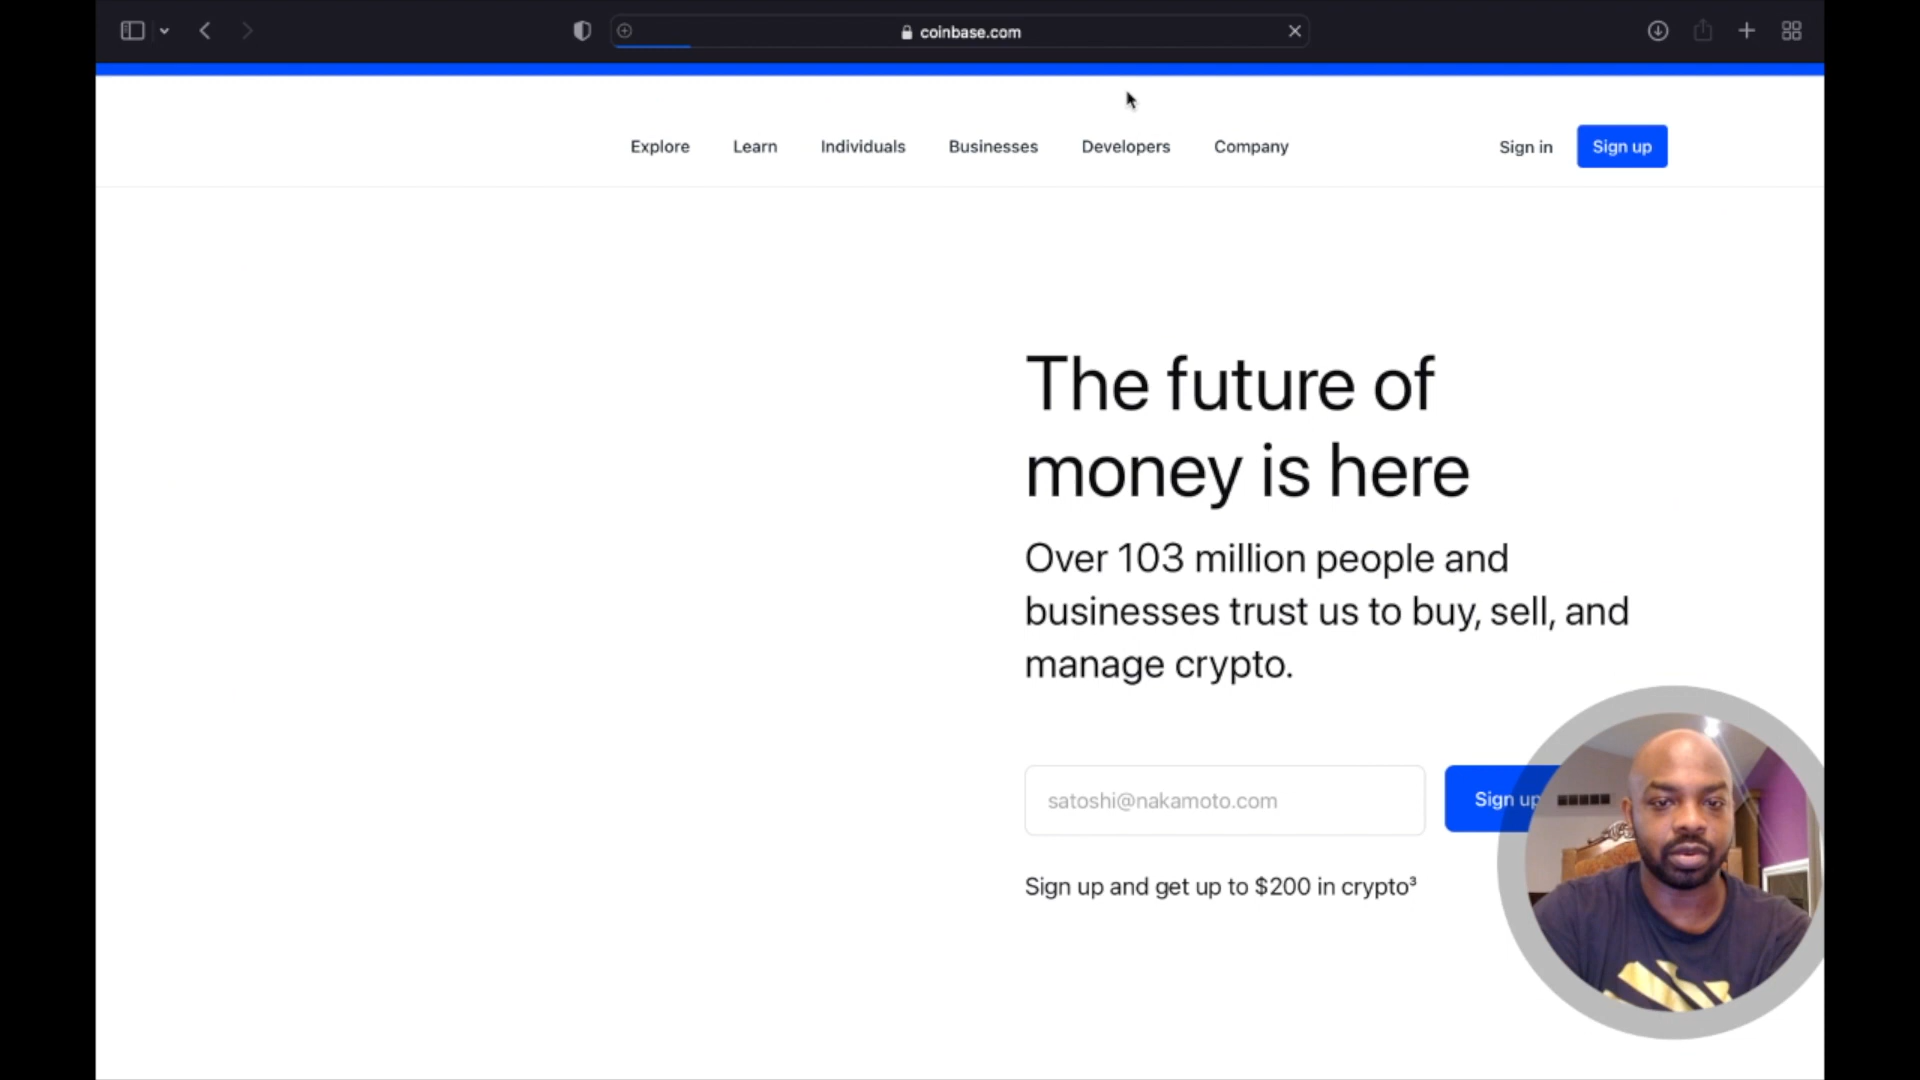 coinbase.com
Explore Learn Individuals Businesses Developers Company Sign in Sign up
The future of
money is here
Over 103 million people and
businesses trust us to buy, sell, and
manage crypto.
satoshi@nakamoto.com
Sign up
Sign up and get up to $200 in crypto³